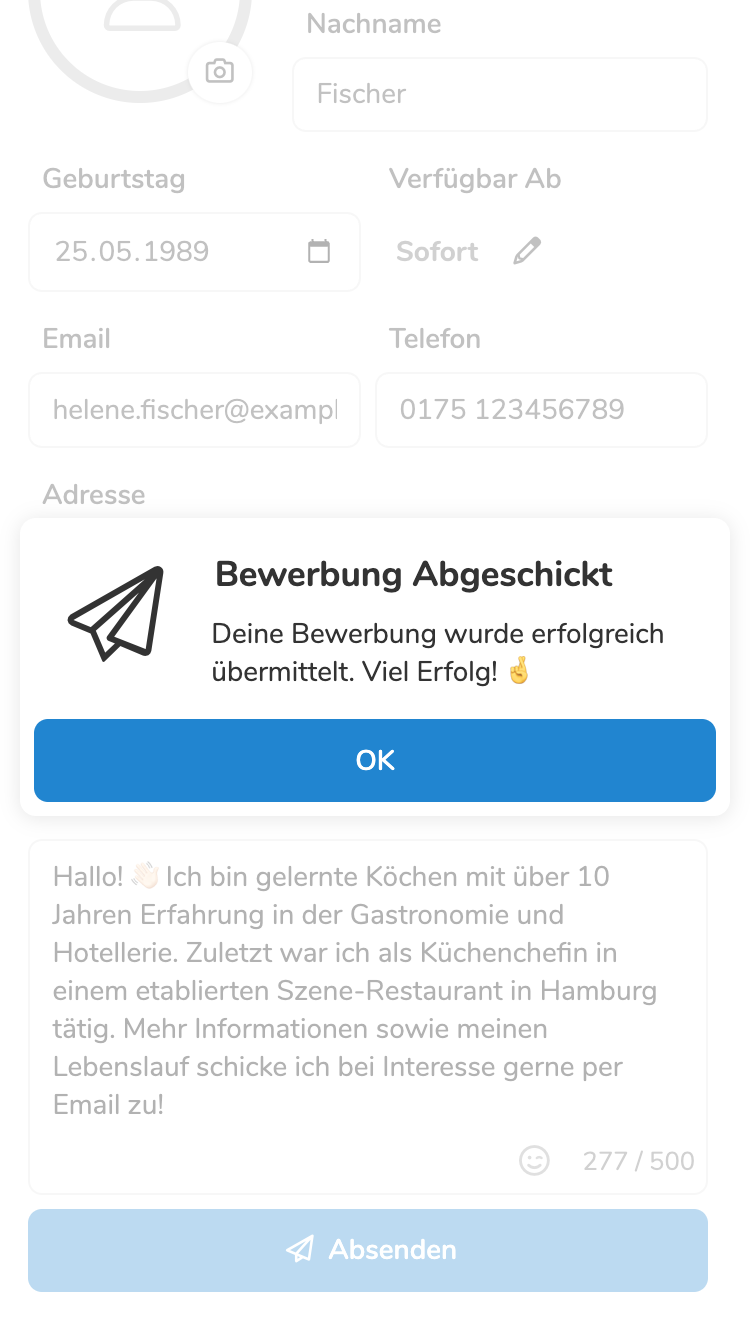 Nachname
Fischer
Geburtstag
Verfügbar Ab
25.05.1989
Sofort
Email
Telefon
helene.fischer@exampl
0175 123456789
Adresse
Bewerbung Abgeschickt
Deine Bewerbung wurde erfolgreich
übermittelt. Viel Erfolg! 🤞
OK
Hallo! 👋🏻 Ich bin gelernte Köchen mit über 10
Jahren Erfahrung in der Gastronomie und
Hotellerie. Zuletzt war ich als Küchenchefin in
einem etablierten Szene-Restaurant in Hamburg
tätig. Mehr Informationen sowie meinen
Lebenslauf schicke ich bei Interesse gerne per
Email zu!
277 / 500
Absenden